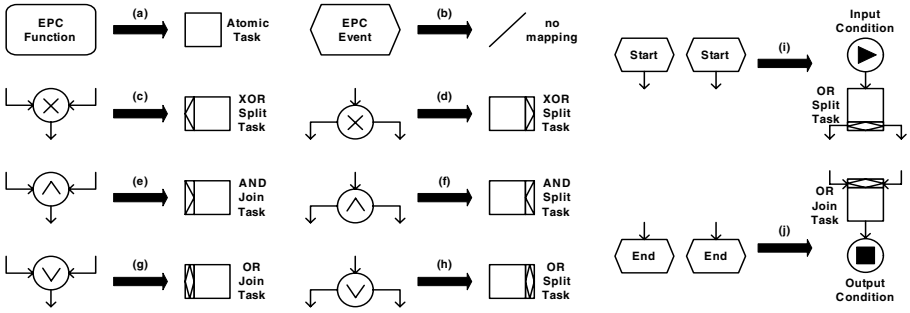 EPC
Function
(a)
Atomic
Task
EPC
Event
(b)
no
mapping
Start
Start
(i)
Input
Condition
OR
Split
Task
(c)
XOR
Split
Task
(d)
XOR
Split
Task
(e)
AND
Join
Task
(f)
AND
Split
Task
(g)
OR
Join
Task
(h)
OR
Split
Task
End
End
(j)
OR
Join
Task
Output
Condition